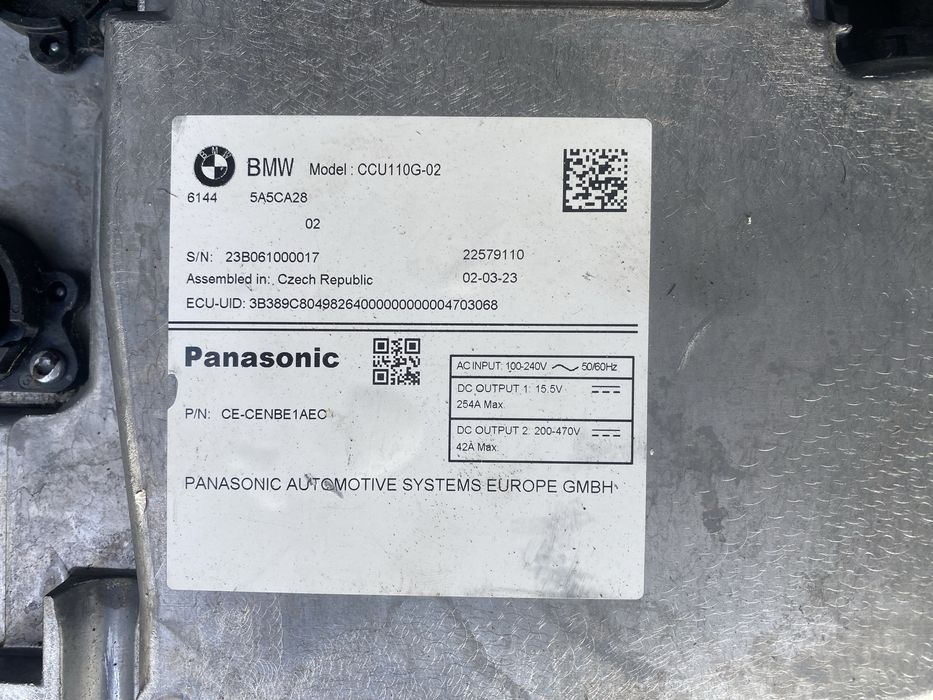 BMW BMW Model : CCU110G-02
6144 5A5CA28
02
S/N: 23B061000017 22579110
Assembled in: Czech Republic 02-03-23
ECU-UID: 3B389C80498264000000000004703068
Panasonic
AC INPUT: 100-240V 50/60Hz
DC OUTPUT 1: 15.5V
254A Max.
P/N: CE-CENBE1AEC
DC OUTPUT 2: 200-470V
42A Max.
PANASONIC AUTOMOTIVE SYSTEMS EUROPE GMBH